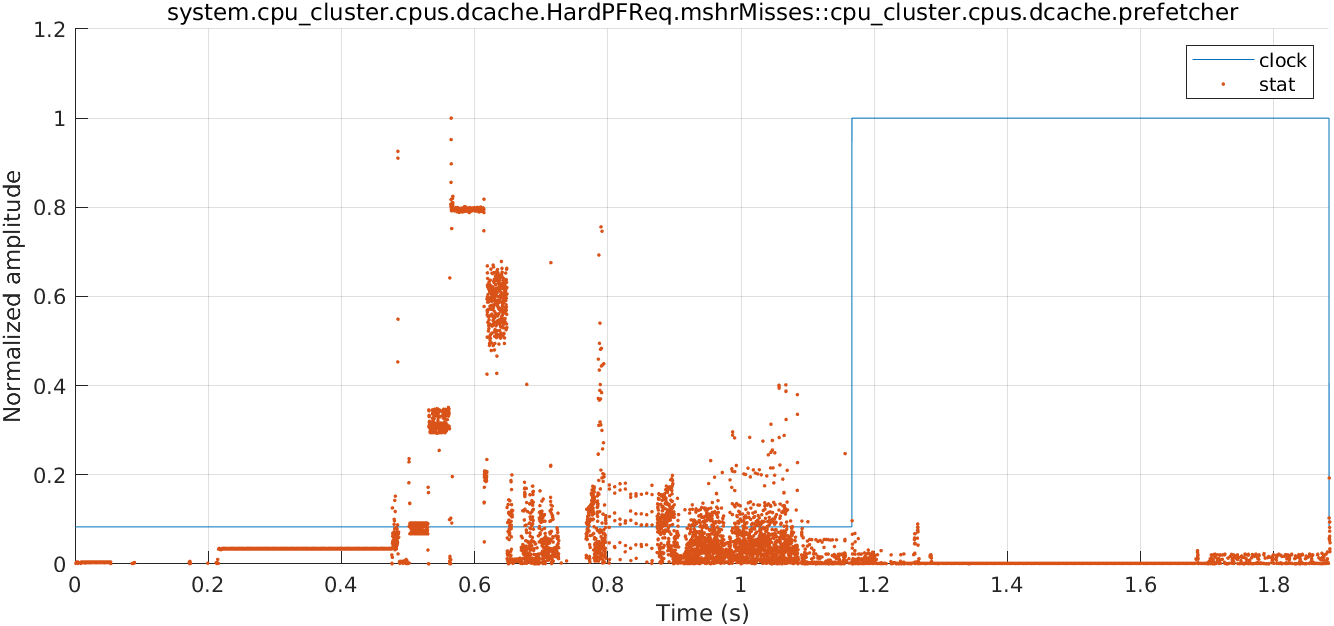 system.cpu_cluster.cpus.dcache.HardPFReq.mshrMisses::cpu_cluster.cpus.dcache.prefetcher
1.2
1
0.8
0.6
0.4
0.2
0
Normalized amplitude
clock
stat
0 0.2 0.4 0.6 0.8 1 1.2 1.4 1.6 1.8
Time (s)